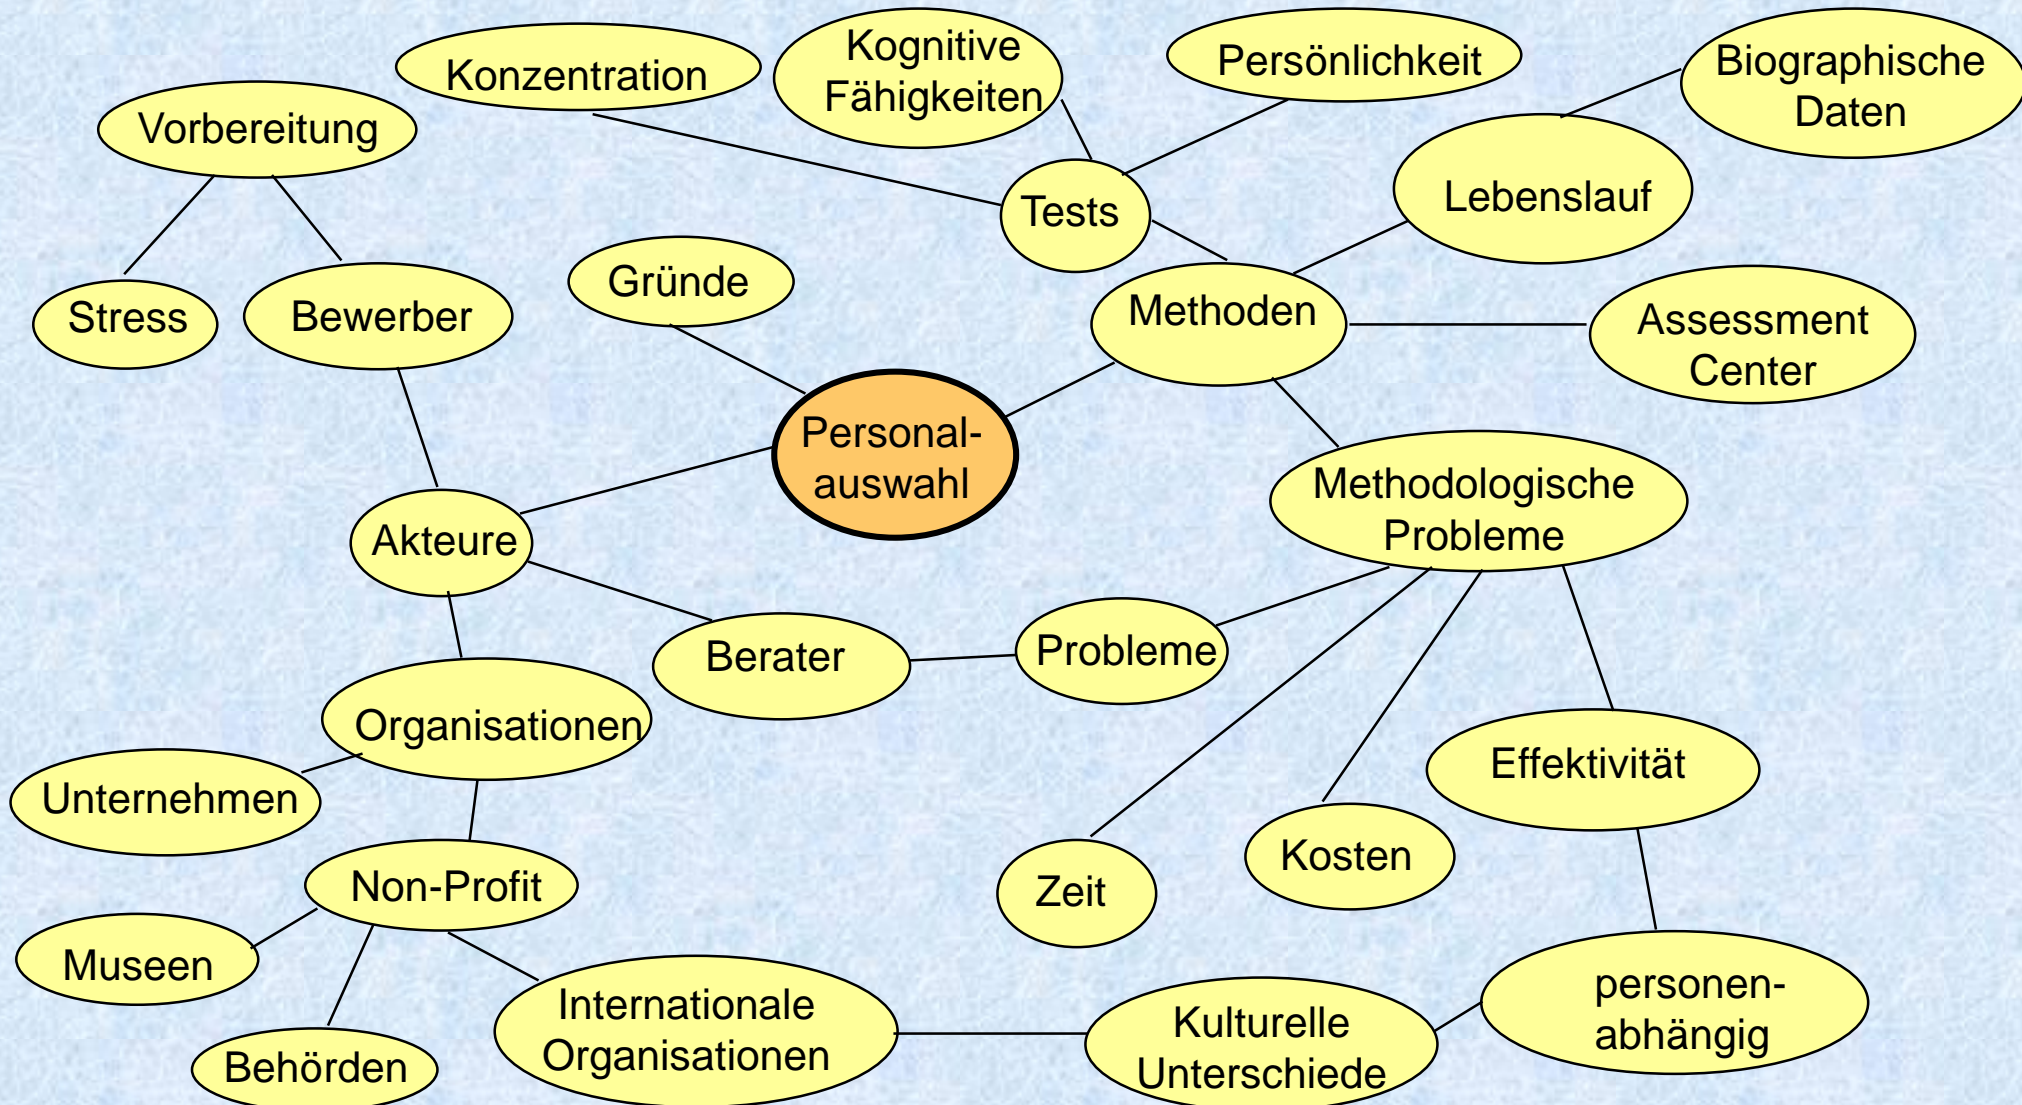 Konzentration
Kognitive
Fähigkeiten
Persönlichkeit
Biographische
Daten
Vorbereitung
Tests
Lebenslauf
Stress
Bewerber
Gründe
Methoden
Assessment
Center
Personal-
auswahl
Methodologische
Probleme
Akteure
Berater
Probleme
Organisationen
Effektivität
Unternehmen
Kosten
Non-Profit
Zeit
Museen
Internationale
Organisationen
Kulturelle
Unterschiede
personen-
abhängig
Behörden